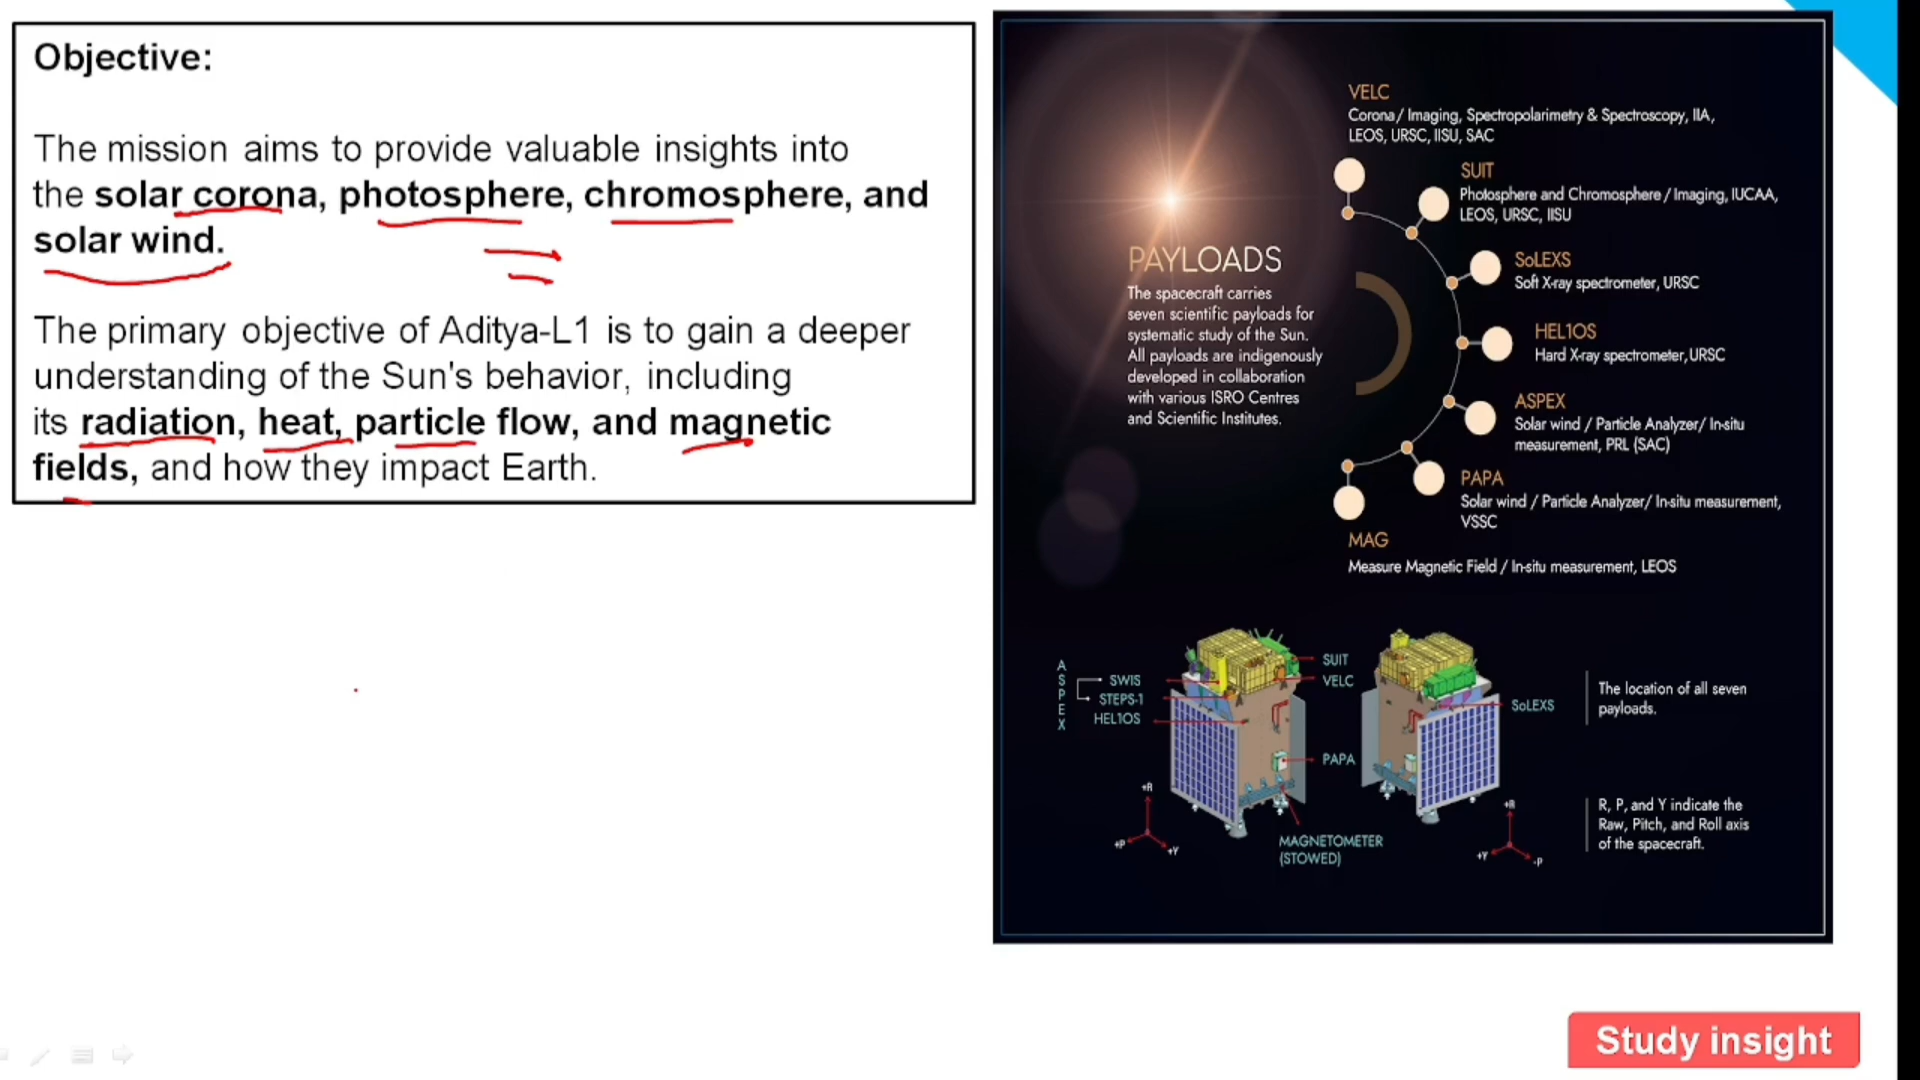 Objective:
The mission aims to provide valuable insights into
the solar corona, photosphere, chromosphere, and
solar wind.
The primary objective of Aditya-L1 is to gain a deeper
understanding of the Sun's behavior, including
its radiation, heat, particle flow, and magnetic
fields, and how they impact Earth.
PAYLOADS
The spacecraft carries
seven scientific payloads for
systematic study of the Sun.
All payloads are indigenously
developed in collaboration
with various ISRO Centres
and Scientific Institutes.
VELC
Corona/ Imaging, Spectropolarimetry & Spectroscopy, IIA,
LEOS, URSC, IISU, SAC
SUIT
Photosphere and Chromosphere / Imaging, IUCAA,
LEOS, URSC, IISU
SoLEXS
Soft X-ray spectrometer, URSC
HEL1OS
Hard X-ray spectrometer, URSC
ASPEX
Solar wind / Particle Analyzer/ In-situ
measurement, PRL (SAC)
PAPA
Solar wind / Particle Analyzer/ In-situ measurement,
VSSC
MAG
Measure Magnetic Field / In-situ measurement, LEOS
ASPEX
SWIS
STEPS-1
HEL1OS
SUIT
VELC
PAPA
MAGNETOMETER
(STOWED)
+R
+P
+Y
SoLEXS
+R
+Y
-P
The location of all seven
payloads.
R, P, and Y indicate the
Raw, Pitch, and Roll axis
of the spacecraft.
Study insight